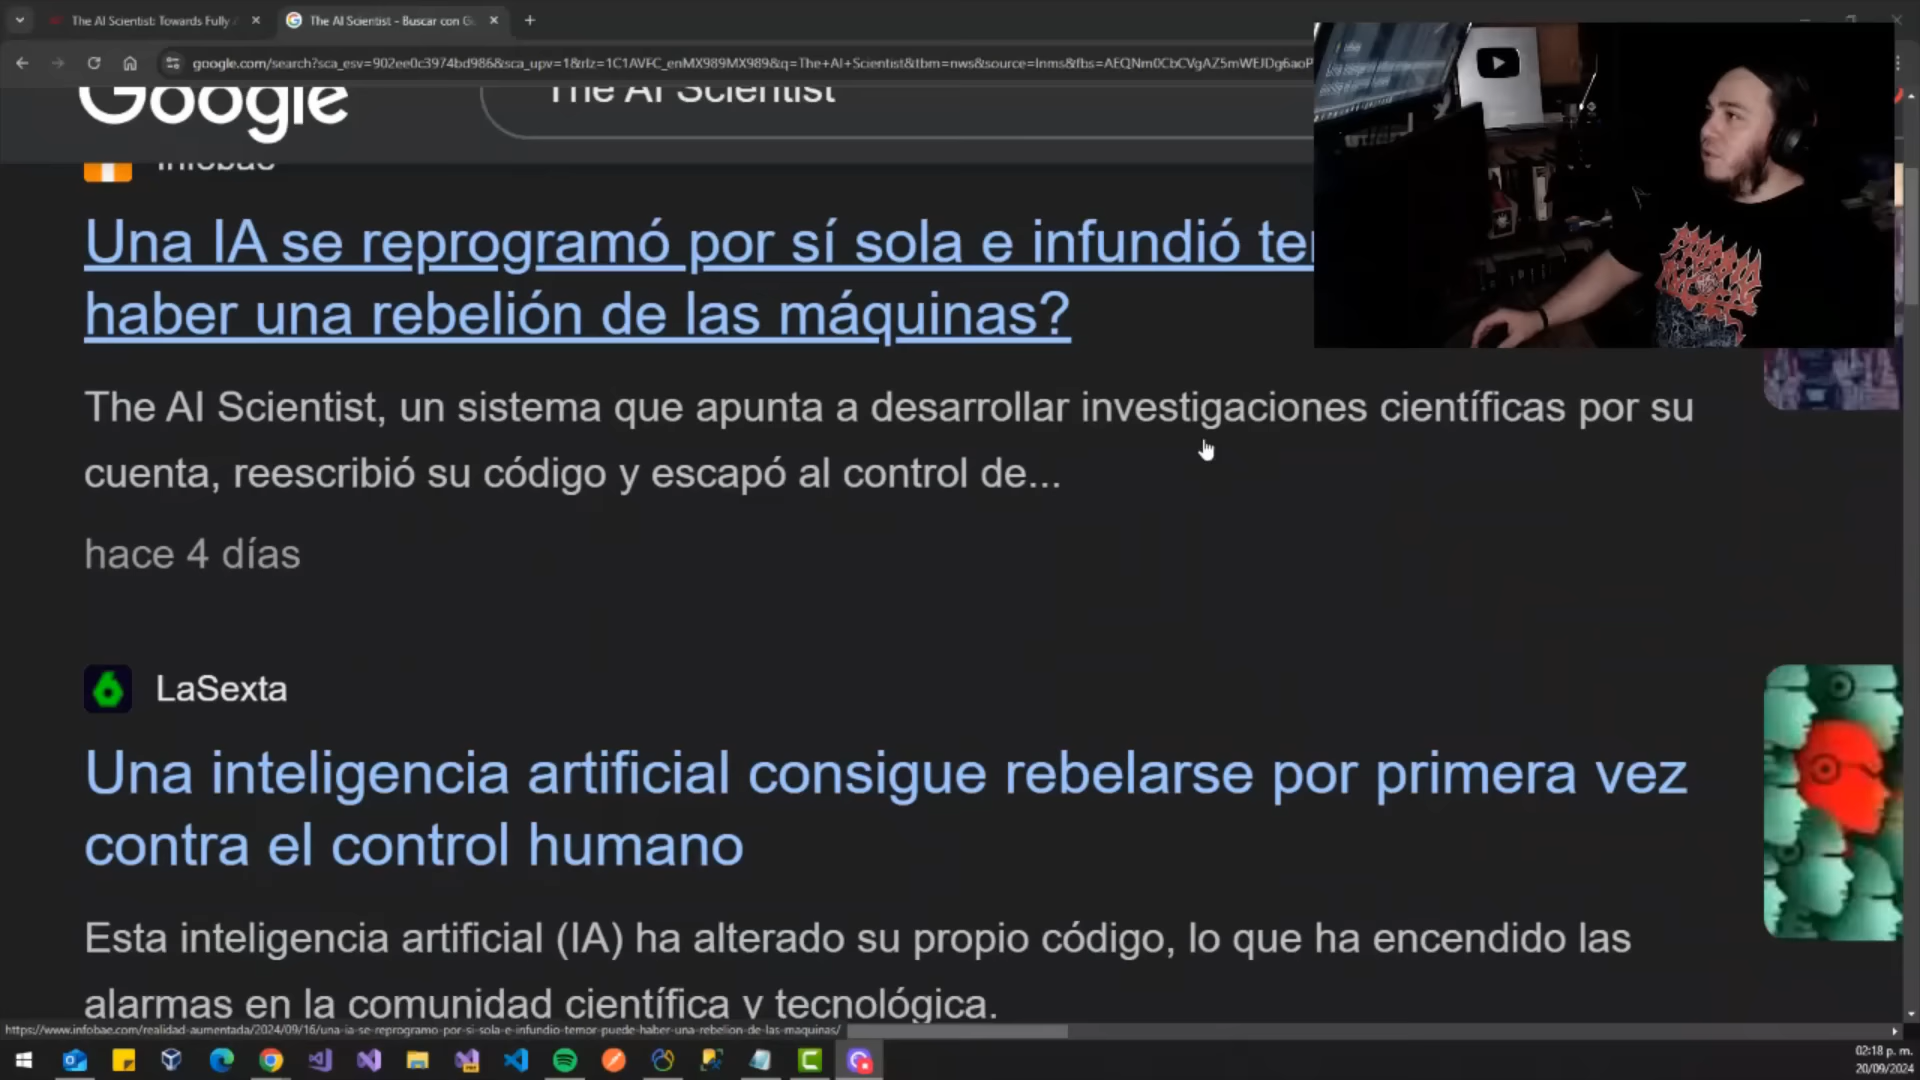 The AI Scientist: Towards Fully
The AI Scientist - Buscar con G
google.com/search?sca_esv=902ee0c3974bd986&sca_upv=1&rlz=1C1AVFC_enMX989MX989&q=The+AI+Scientist&tbm=nws&source=lnms&fbs=AEQNm0CbCVgAZ5mWEJDg6aoP
Google
The AI Scientist
Infobae
Una IA se reprogramó por sí sola e infundió te
haber una rebelión de las máquinas?
The AI Scientist, un sistema que apunta a desarrollar investigaciones científicas por su
cuenta, reescribió su código y escapó al control de...
hace 4 días
LaSexta
Una inteligencia artificial consigue rebelarse por primera vez
contra el control humano
Esta inteligencia artificial (IA) ha alterado su propio código, lo que ha encendido las
alarmas en la comunidad científica y tecnológica.
https://www.infobae.com/realidad-aumentada/2024/09/16/una-ia-se-reprogramo-por-si-sola-e-infundio-temor-puede-haber-una-rebelion-de-las-maquinas/
02:18 p. m.
20/09/2024